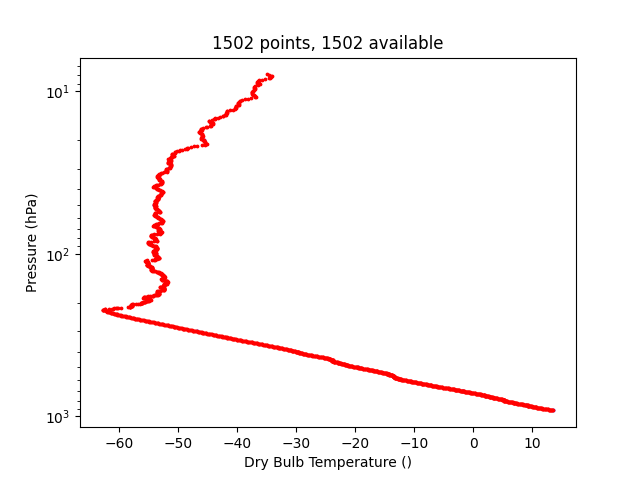 1502 points, 1502 available
10¹
10²
10³
Pressure (hPa)
−60 −50 −40 −30 −20 −10 0 10
Dry Bulb Temperature ()